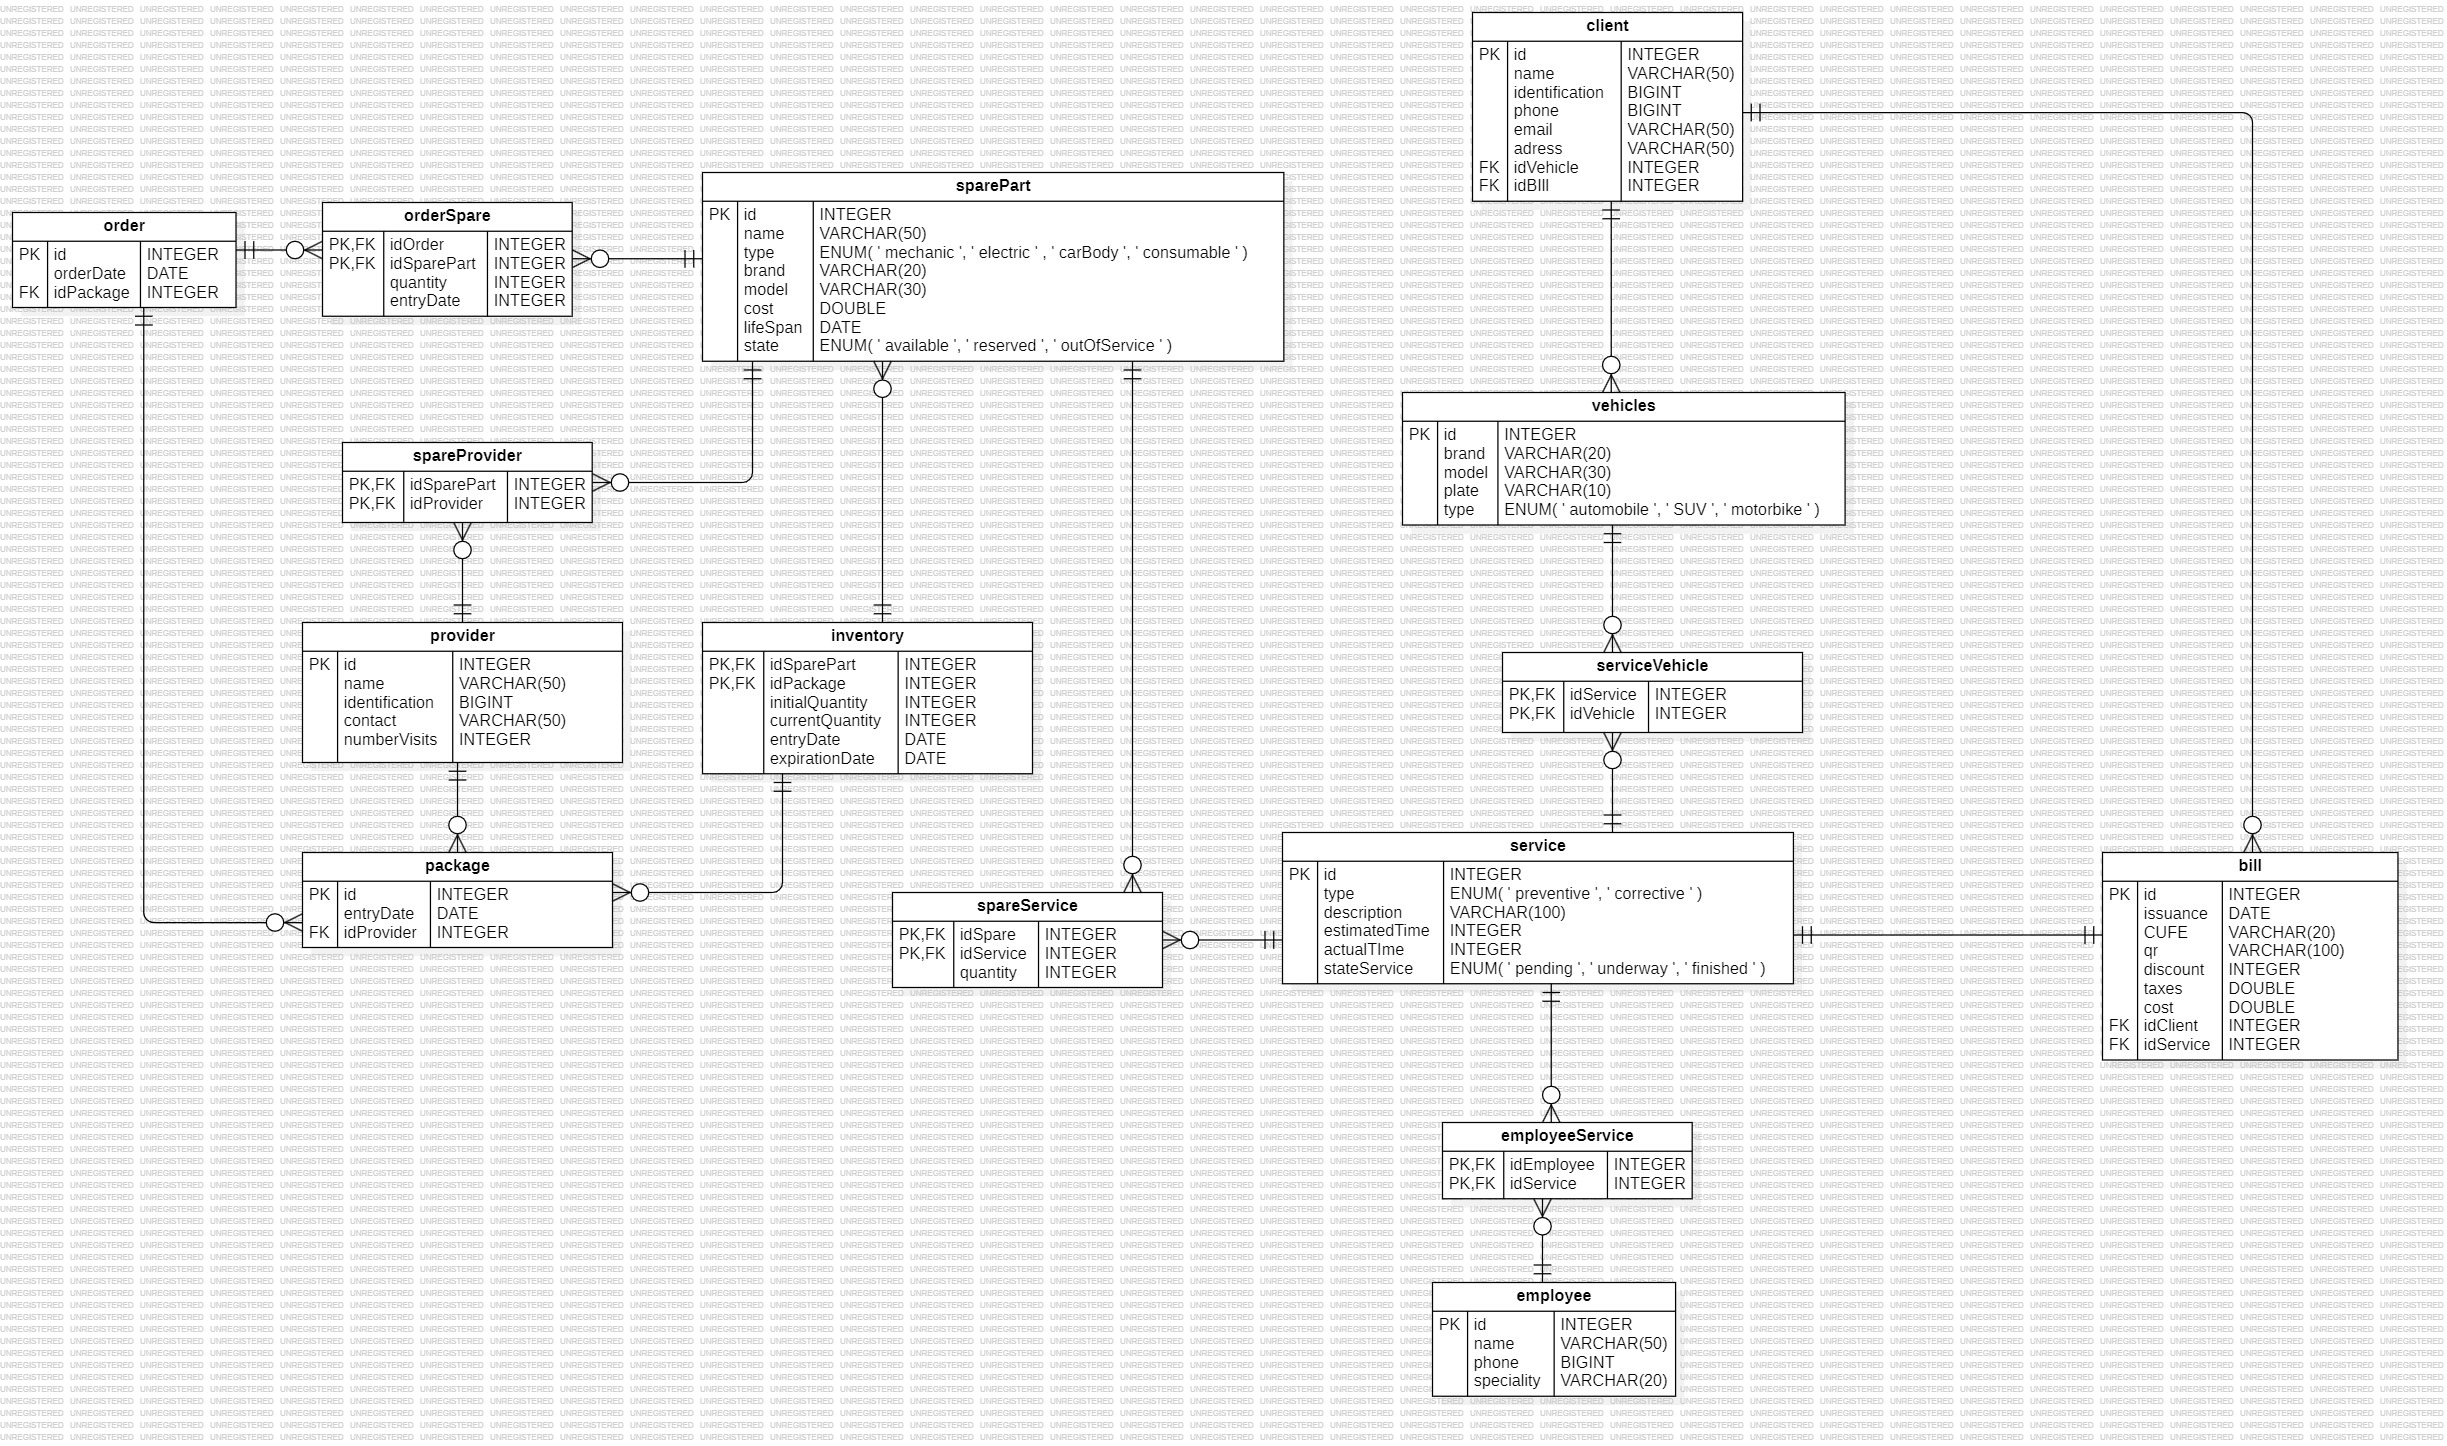 client
PK id INTEGER
name VARCHAR(50)
identification BIGINT
phone BIGINT
email VARCHAR(50)
adress VARCHAR(50)
FK idVehicle INTEGER
FK idBIll INTEGER
sparePart
PK id INTEGER
name VARCHAR(50)
type ENUM( ' mechanic ', ' electric ' , ' carBody ', ' consumable ' )
brand VARCHAR(20)
model VARCHAR(30)
cost DOUBLE
lifeSpan DATE
state ENUM( ' available ', ' reserved ', ' outOfService ' )
orderSpare
PK,FK idOrder INTEGER
PK,FK idSparePart INTEGER
quantity INTEGER
entryDate INTEGER
order
PK id INTEGER
orderDate DATE
FK idPackage INTEGER
vehicles
PK id INTEGER
brand VARCHAR(20)
model VARCHAR(30)
plate VARCHAR(10)
type ENUM( ' automobile ', ' SUV ', ' motorbike ' )
spareProvider
PK,FK idSparePart INTEGER
PK,FK idProvider INTEGER
provider
PK id INTEGER
name VARCHAR(50)
identification BIGINT
contact VARCHAR(50)
numberVisits INTEGER
inventory
PK,FK idSparePart INTEGER
PK,FK idPackage INTEGER
initialQuantity INTEGER
currentQuantity INTEGER
entryDate DATE
expirationDate DATE
serviceVehicle
PK,FK idService INTEGER
PK,FK idVehicle INTEGER
package
PK id INTEGER
entryDate DATE
FK idProvider INTEGER
spareService
PK,FK idSpare INTEGER
PK,FK idService INTEGER
quantity INTEGER
service
PK id INTEGER
type ENUM( ' preventive ', ' corrective ' )
description VARCHAR(100)
estimatedTime INTEGER
actualTIme INTEGER
stateService ENUM( ' pending ', ' underway ', ' finished ' )
bill
PK id INTEGER
issuance DATE
CUFE VARCHAR(20)
qr VARCHAR(100)
discount INTEGER
taxes DOUBLE
cost DOUBLE
FK idClient INTEGER
FK idService INTEGER
employeeService
PK,FK idEmployee INTEGER
PK,FK idService INTEGER
employee
PK id INTEGER
name VARCHAR(50)
phone BIGINT
speciality VARCHAR(20)
UNREGISTERED